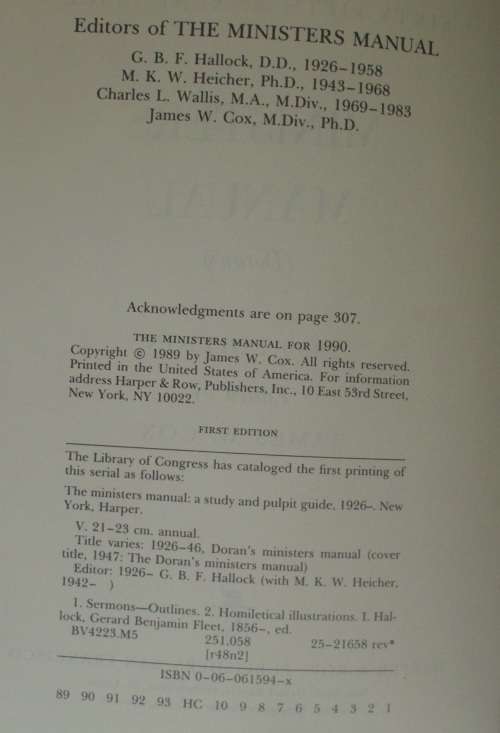 Editors of THE MINISTERS MANUAL
G. B. F. Hallock, D.D., 1926–1958
M. K. W. Heicher, Ph.D., 1943–1968
Charles L. Wallis, M.A., M.Div., 1969–1983
James W. Cox, M.Div., Ph.D.
MANUAL
Acknowledgments are on page 307.
THE MINISTERS MANUAL FOR 1990.
Copyright © 1989 by James W. Cox. All rights reserved.
Printed in the United States of America. For information
address Harper & Row, Publishers, Inc., 10 East 53rd Street,
New York, NY 10022.
FIRST EDITION
The Library of Congress has cataloged the first printing of
this serial as follows:
The ministers manual: a study and pulpit guide, 1926–. New
York, Harper.
V. 21–23 cm. annual.
Title varies: 1926–46, Doran's ministers manual (cover
title, 1947: The Doran's ministers manual)
Editor: 1926– G. B. F. Hallock (with M. K. W. Heicher,
1942– )
1. Sermons—Outlines. 2. Homiletical illustrations. I. Hal-
lock, Gerard Benjamin Fleet, 1856–, ed.
BV4223.M5 251,058 25–21658 rev*
[r48n2]
ISBN 0–06–061594–x
89 90 91 92 93 HC 10 9 8 7 6 5 4 3 2 1